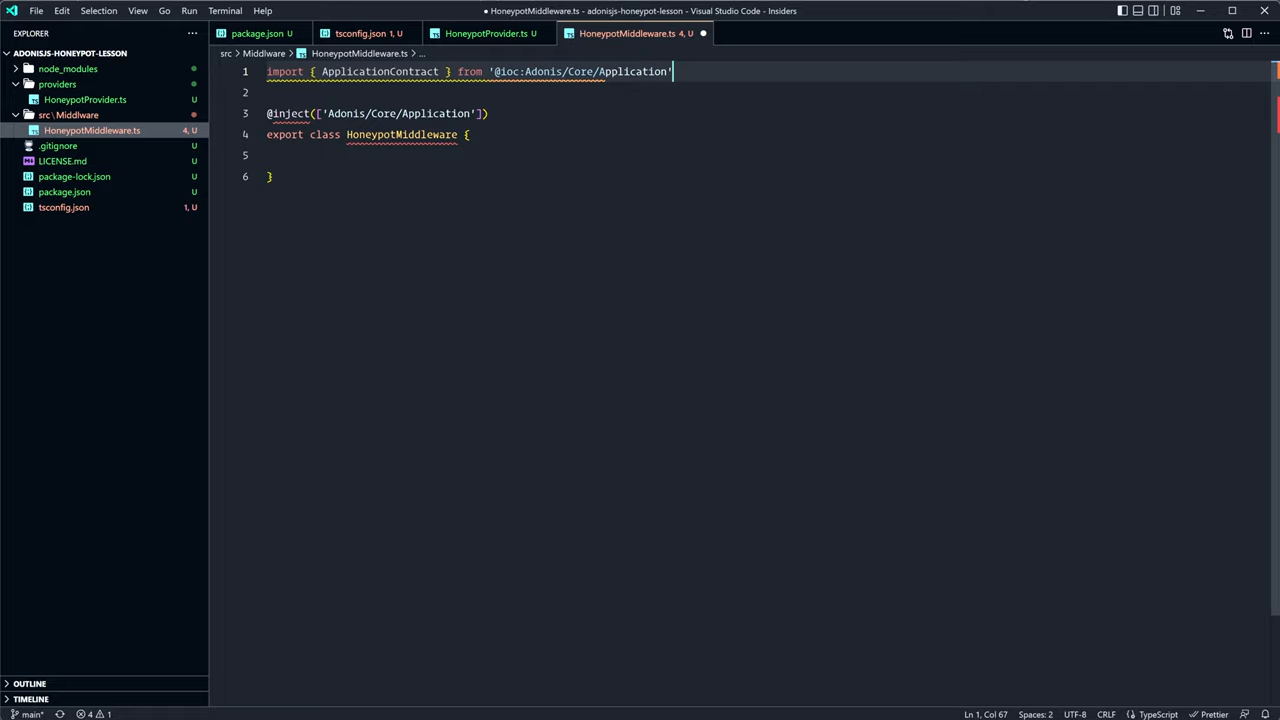 File Edit Selection View Go Run Terminal Help
● HoneypotMiddleware.ts - adonisjs-honeypot-lesson - Visual Studio Code - Insiders
EXPLORER
package.json U
tsconfig.json 1, U
HoneypotProvider.ts U
HoneypotMiddleware.ts 4, U
ADONISJS-HONEYPOT-LESSON
src > Middlware > HoneypotMiddleware.ts > ...
node_modules
providers
HoneypotProvider.ts U
src \ Middlware
HoneypotMiddleware.ts 4, U
.gitignore U
LICENSE.md U
package-lock.json U
package.json U
tsconfig.json 1, U
1 import { ApplicationContract } from '@ioc:Adonis/Core/Application'
2
3 @inject(['Adonis/Core/Application'])
4 export class HoneypotMiddleware {
5
6 }
OUTLINE
TIMELINE
main* 4 1 Ln 1, Col 67 Spaces: 2 UTF-8 CRLF TypeScript Prettier